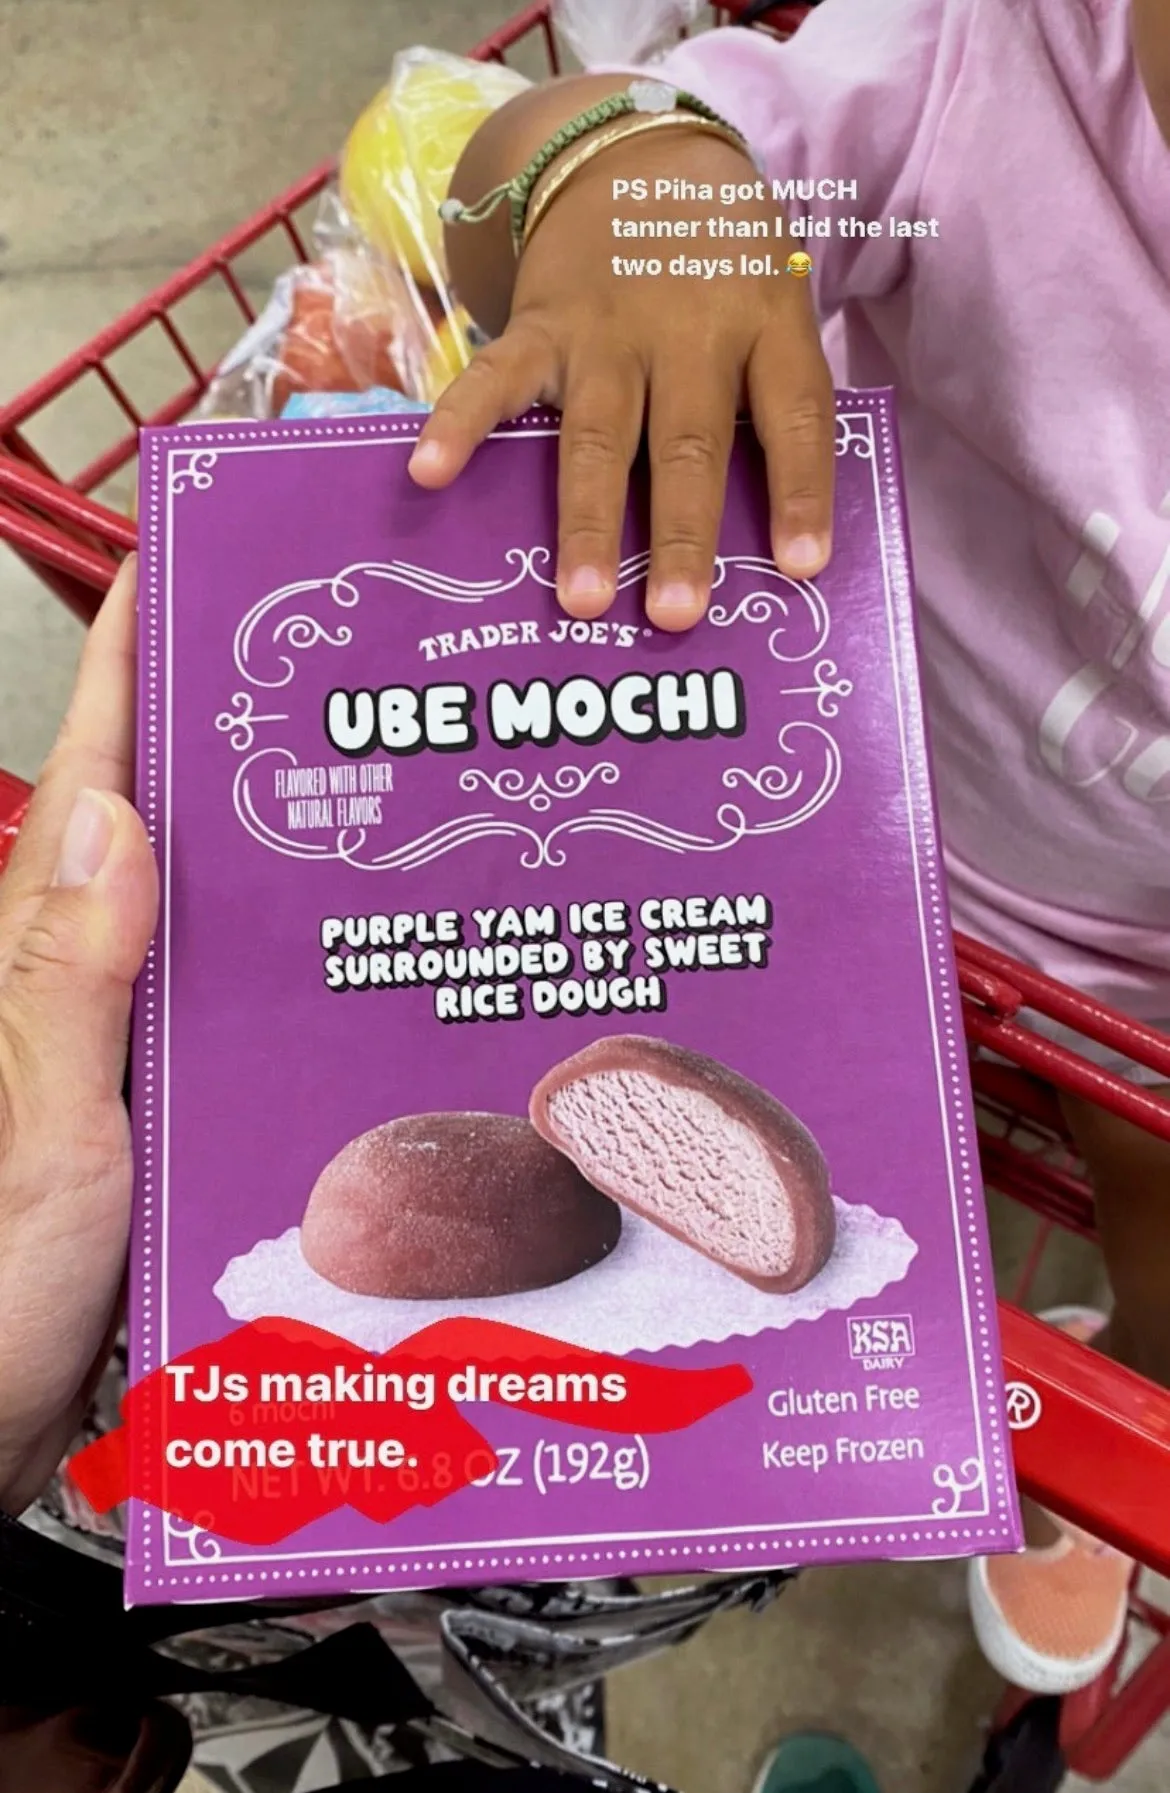 PS Piha got MUCH
tanner than I did the last
two days lol. 😂
TRADER JOE'S
UBE MOCHI
FLAVORED WITH OTHER
NATURAL FLAVORS
PURPLE YAM ICE CREAM
SURROUNDED BY SWEET
RICE DOUGH
KSA
DAIRY
Gluten Free
Keep Frozen
TJs making dreams
come true.
6 mochi
NET WT. 6.8 OZ (192g)
®